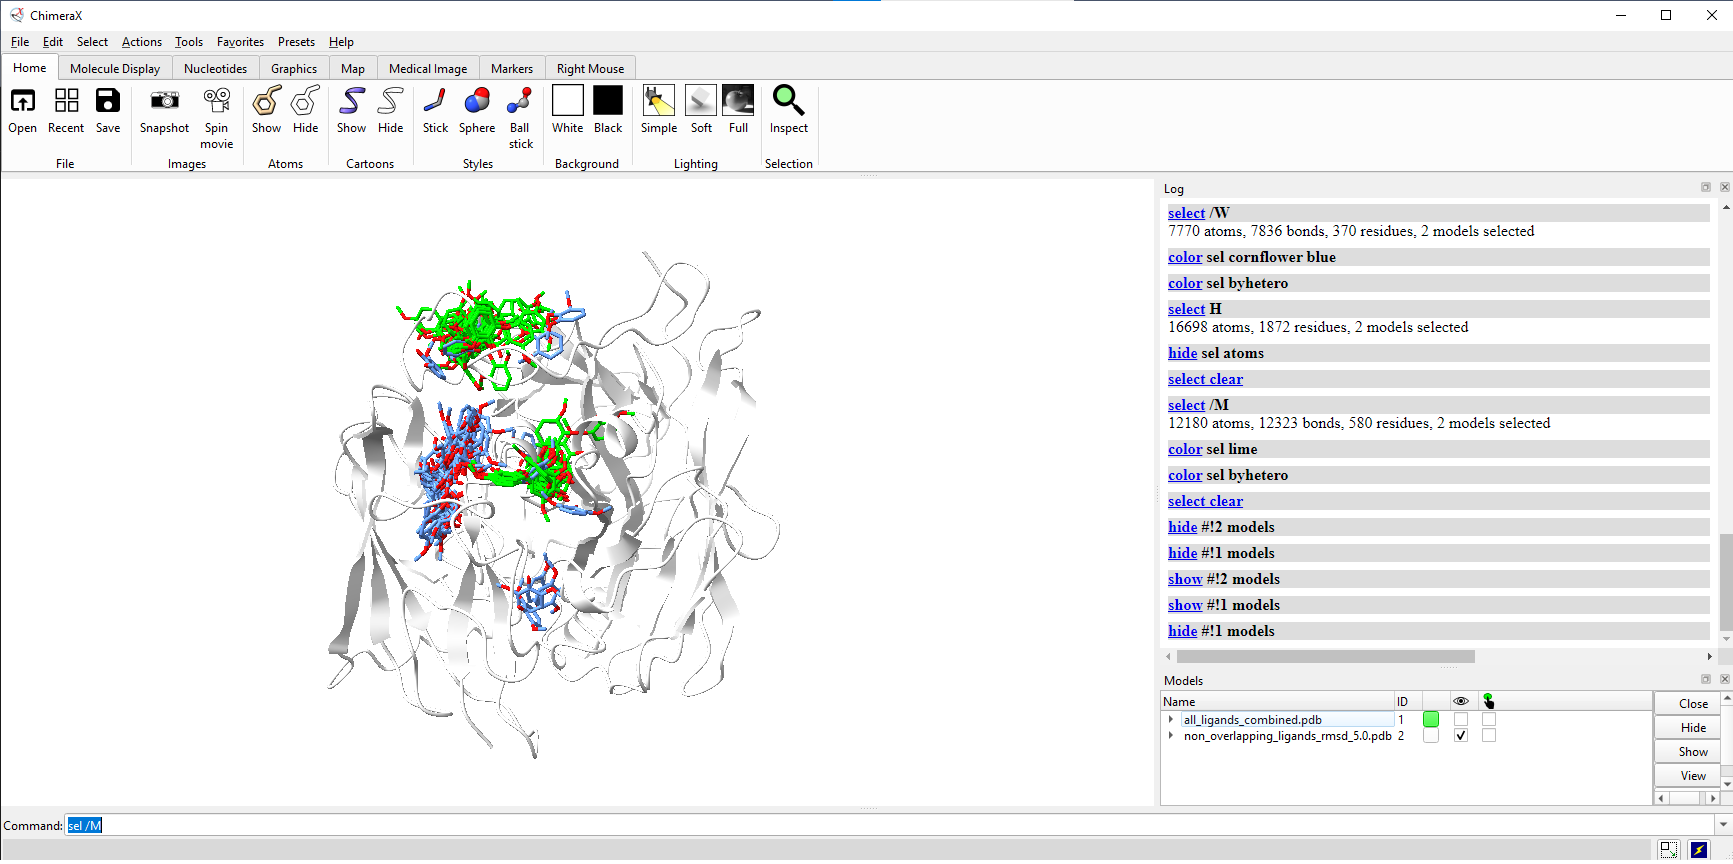 ChimeraX
File Edit Select Actions Tools Favorites Presets Help
Home Molecule Display Nucleotides Graphics Map Medical Image Markers Right Mouse
Open Recent Save Snapshot Spin movie Show Hide Show Hide Stick Sphere Ball stick White Black Simple Soft Full Inspect
File Images Atoms Cartoons Styles Background Lighting Selection
Log
select /W
7770 atoms, 7836 bonds, 370 residues, 2 models selected
color sel cornflower blue
color sel byhetero
select H
16698 atoms, 1872 residues, 2 models selected
hide sel atoms
select clear
select /M
12180 atoms, 12323 bonds, 580 residues, 2 models selected
color sel lime
color sel byhetero
select clear
hide #!2 models
hide #!1 models
show #!2 models
show #!1 models
hide #!1 models
Models
Name ID
all_ligands_combined.pdb 1
non_overlapping_ligands_rmsd_5.0.pdb 2
Close
Hide
Show
View
Command: sel /M